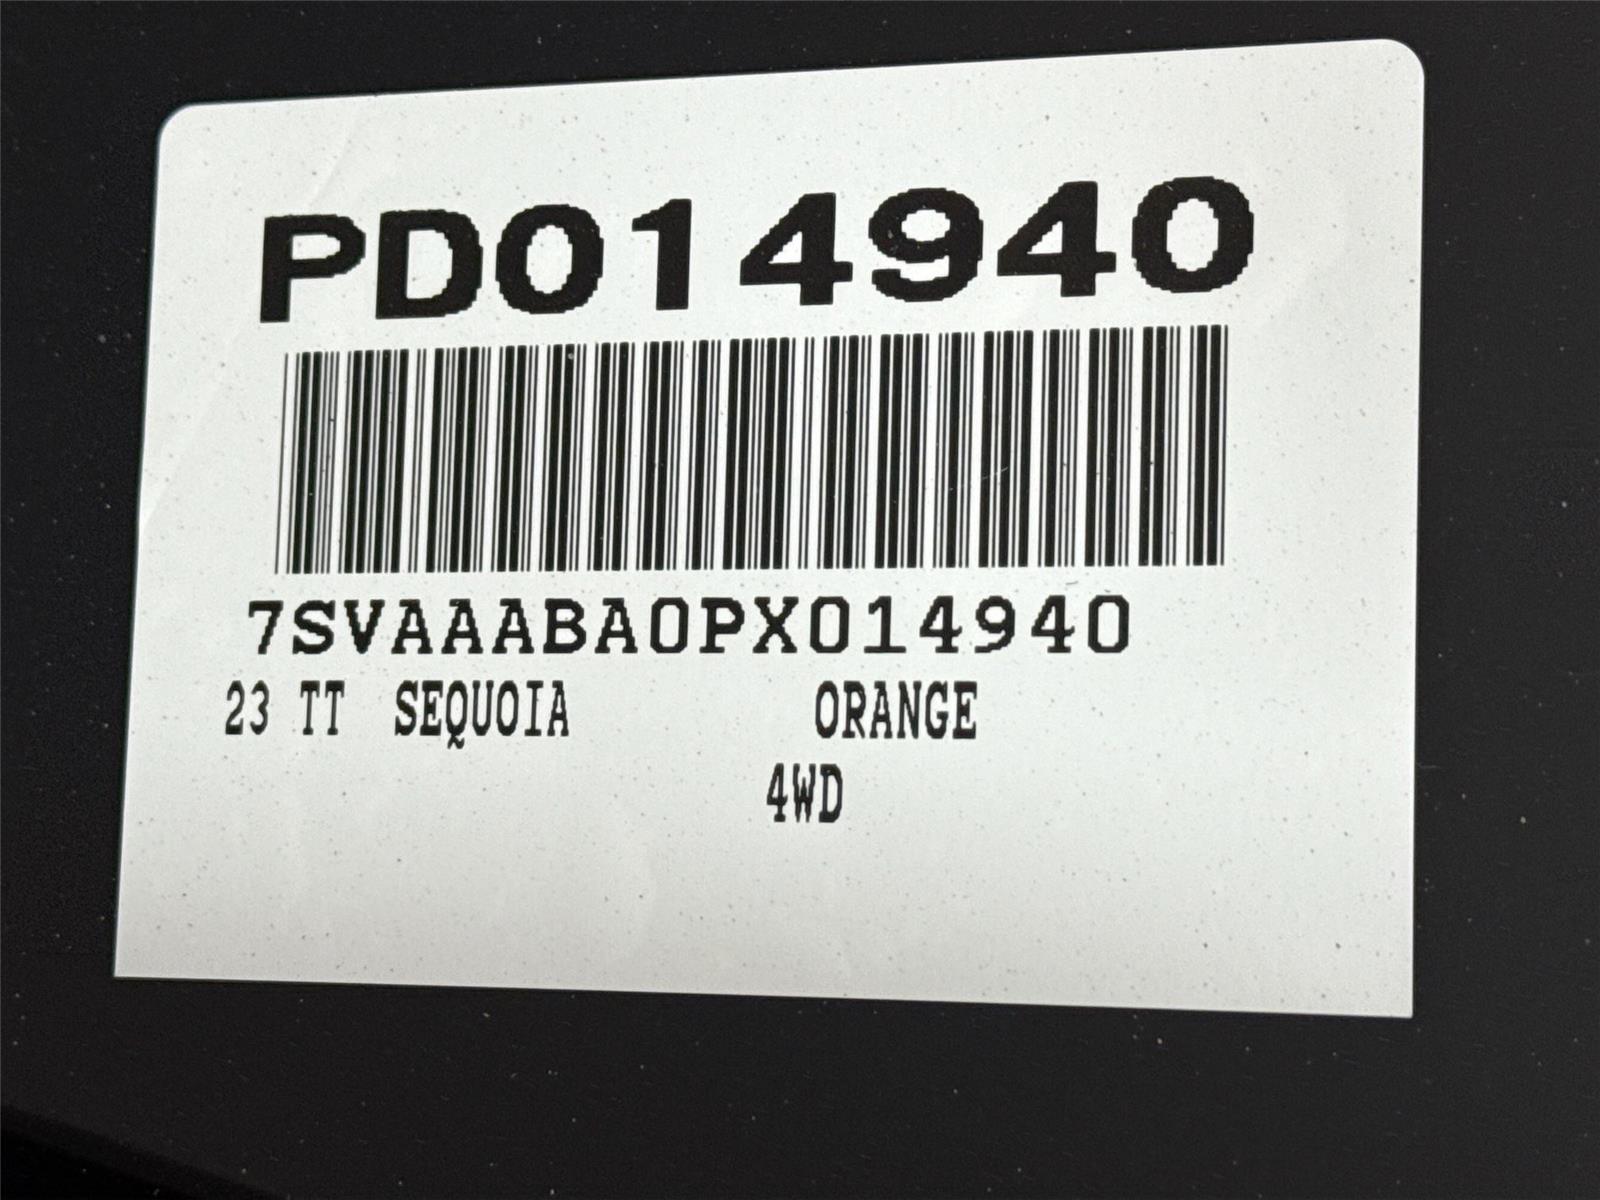 PD014940
7SVAAABA0PX014940
23 TT SEQUOIA ORANGE
4WD